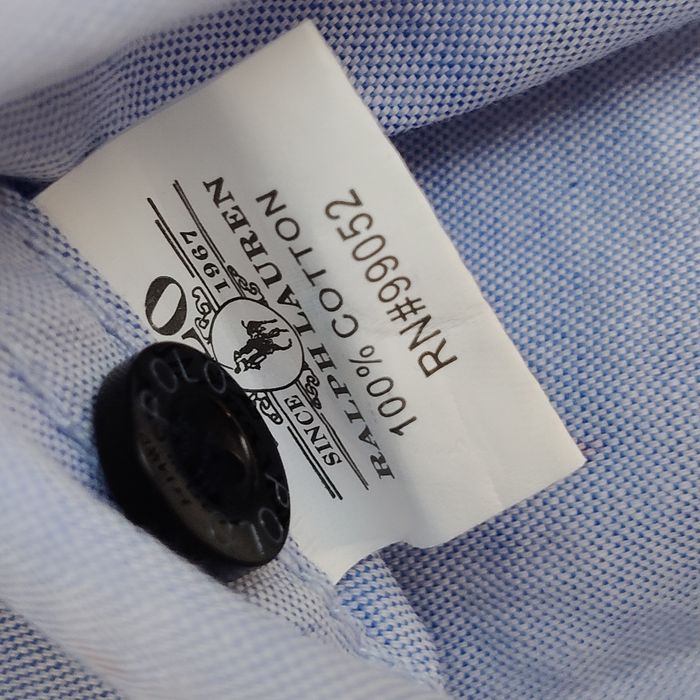 SINCE 1967
RALPH LAUREN
100% COTTON
RN#99052
POLO